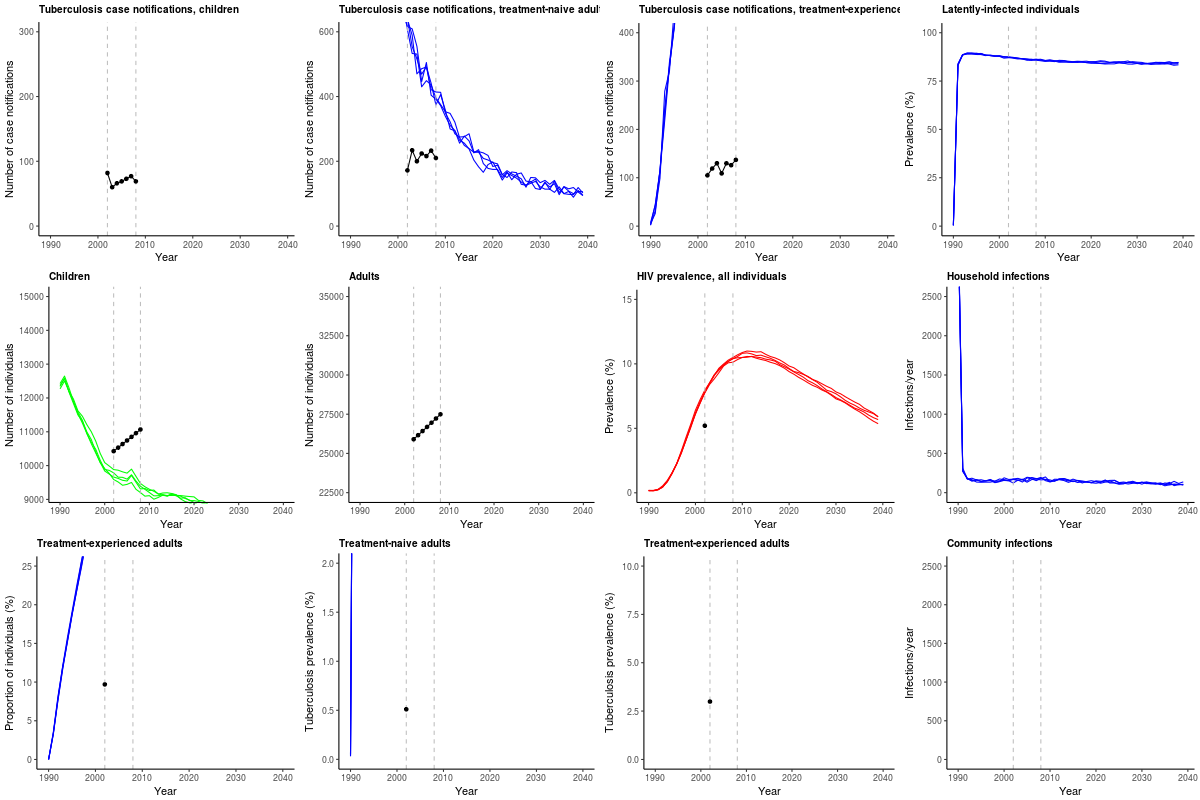 Tuberculosis case notifications, children
Number of case notifications
300
200
100
0
1990 2000 2010 2020 2030 2040
Year
Tuberculosis case notifications, treatment-naive adul
Number of case notifications
600
400
200
0
1990 2000 2010 2020 2030 2040
Year
Tuberculosis case notifications, treatment-experience
Number of case notifications
400
300
200
100
0
1990 2000 2010 2020 2030 2040
Year
Latently-infected individuals
Prevalence (%)
100
75
50
25
0
1990 2000 2010 2020 2030 2040
Year
Children
Number of individuals
15000
14000
13000
12000
11000
10000
9000
1990 2000 2010 2020 2030 2040
Year
Adults
Number of individuals
35000
32500
30000
27500
25000
22500
1990 2000 2010 2020 2030 2040
Year
HIV prevalence, all individuals
Prevalence (%)
15
10
5
0
1990 2000 2010 2020 2030 2040
Year
Household infections
Infections/year
2500
2000
1500
1000
500
0
1990 2000 2010 2020 2030 2040
Year
Treatment-experienced adults
Proportion of individuals (%)
25
20
15
10
5
0
1990 2000 2010 2020 2030 2040
Year
Treatment-naive adults
Tuberculosis prevalence (%)
2.0
1.5
1.0
0.5
0.0
1990 2000 2010 2020 2030 2040
Year
Treatment-experienced adults
Tuberculosis prevalence (%)
10.0
7.5
5.0
2.5
0.0
1990 2000 2010 2020 2030 2040
Year
Community infections
Infections/year
2500
2000
1500
1000
500
0
1990 2000 2010 2020 2030 2040
Year